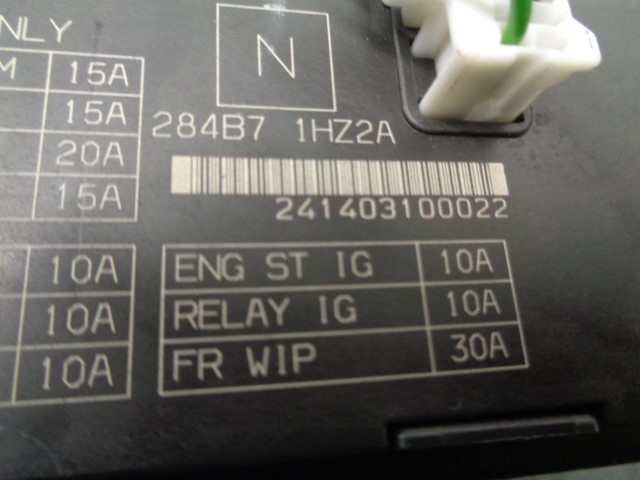 NLY
M 15A
15A
20A
15A
N
284B7 1HZ2A
241403100022
10A
10A
10A
ENG ST IG 10A
RELAY IG 10A
FR WIP 30A